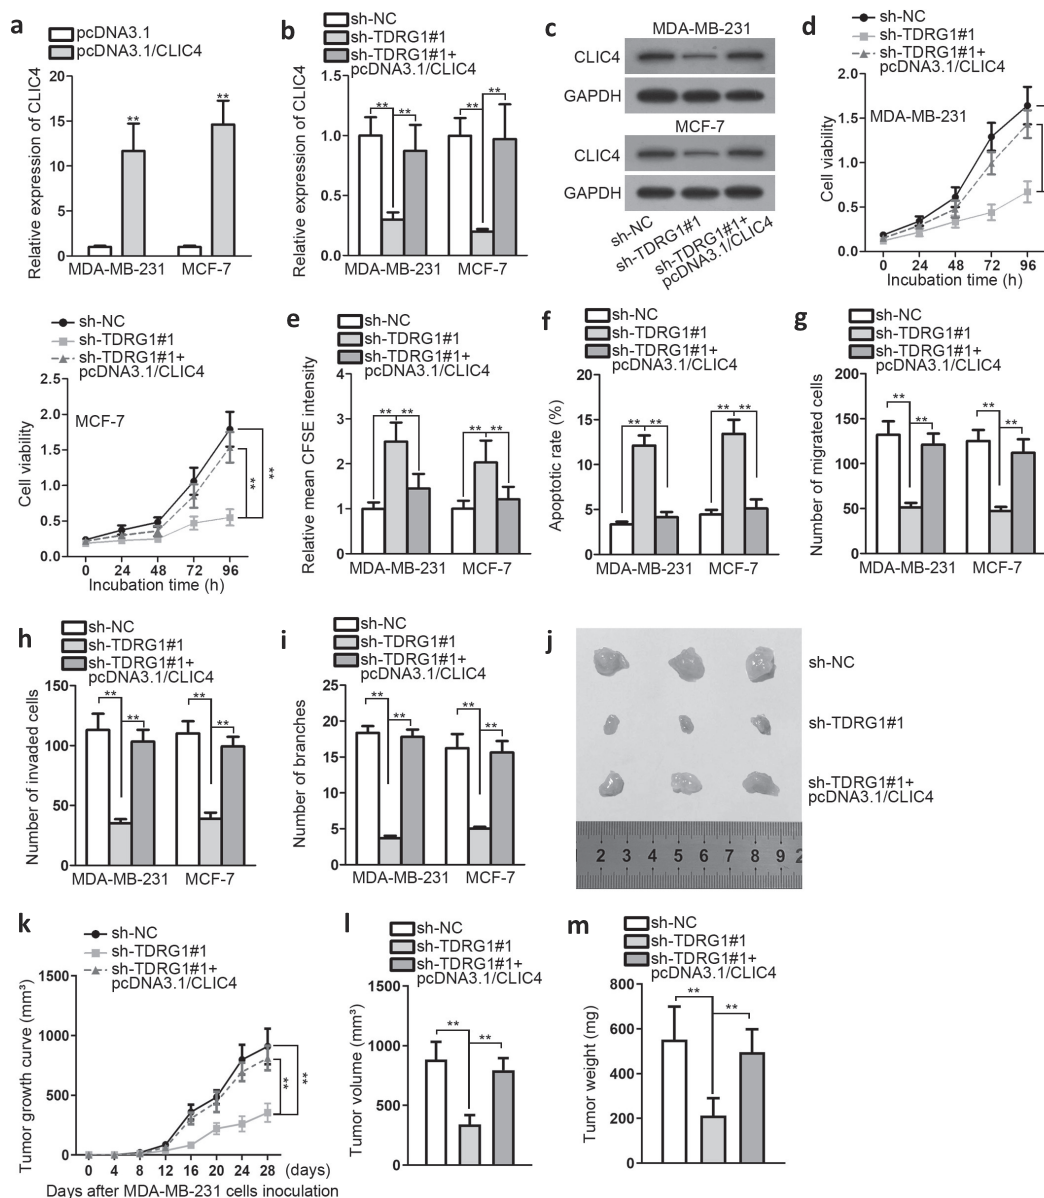 a
pcDNA3.1
pcDNA3.1/CLIC4
Relative expression of CLIC4
20
15
10
5
0
**
**
MDA-MB-231
MCF-7
b
sh-NC
sh-TDRG1#1
sh-TDRG1#1+
pcDNA3.1/CLIC4
Relative expression of CLIC4
1.5
1.0
0.5
0.0
** **
** **
MDA-MB-231
MCF-7
c
MDA-MB-231
CLIC4
GAPDH
MCF-7
CLIC4
GAPDH
sh-NC
sh-TDRG1#1
sh-TDRG1#1+
pcDNA3.1/CLIC4
d
sh-NC
sh-TDRG1#1
sh-TDRG1#1+
pcDNA3.1/CLIC4
MDA-MB-231
Cell viability
2.0
1.5
1.0
0.5
0.0
0 24 48 72 96
Incubation time (h)
sh-NC
sh-TDRG1#1
sh-TDRG1#1+
pcDNA3.1/CLIC4
MCF-7
Cell viability
2.5
2.0
1.5
1.0
0.5
0.0
** **
0 24 48 72 96
Incubation time (h)
e
sh-NC
sh-TDRG1#1
sh-TDRG1#1+
pcDNA3.1/CLIC4
Relative mean CFSE intensity
4
3
2
1
0
** **
** **
MDA-MB-231
MCF-7
f
sh-NC
sh-TDRG1#1
sh-TDRG1#1+
pcDNA3.1/CLIC4
Apoptotic rate (%)
20
15
10
5
0
** **
** **
MDA-MB-231
MCF-7
g
sh-NC
sh-TDRG1#1
sh-TDRG1#1+
pcDNA3.1/CLIC4
Number of migrated cells
200
150
100
50
0
** **
** **
MDA-MB-231
MCF-7
h
sh-NC
sh-TDRG1#1
sh-TDRG1#1+
pcDNA3.1/CLIC4
Number of invaded cells
150
100
50
0
** **
** **
MDA-MB-231
MCF-7
i
sh-NC
sh-TDRG1#1
sh-TDRG1#1+
pcDNA3.1/CLIC4
Number of branches
25
20
15
10
5
0
** **
** **
MDA-MB-231
MCF-7
j
sh-NC
sh-TDRG1#1
sh-TDRG1#1+
pcDNA3.1/CLIC4
2 3 4 5 6 7 8 9
k
sh-NC
sh-TDRG1#1
sh-TDRG1#1+
pcDNA3.1/CLIC4
Tumor growth curve (mm³)
1500
1000
500
0
** **
0 4 8 12 16 20 24 28 (days)
Days after MDA-MB-231 cells inoculation
l
sh-NC
sh-TDRG1#1
sh-TDRG1#1+
pcDNA3.1/CLIC4
Tumor volume (mm³)
1500
1000
500
0
** **
m
sh-NC
sh-TDRG1#1
sh-TDRG1#1+
pcDNA3.1/CLIC4
Tumor weight (mg)
800
600
400
200
0
** **